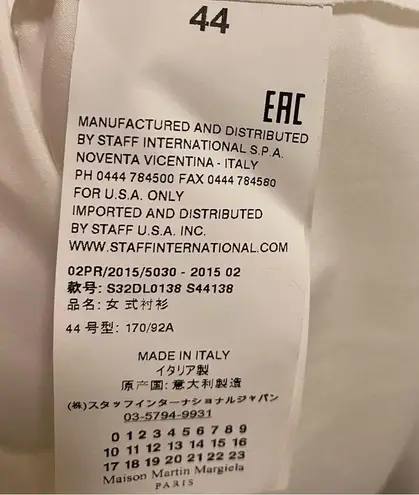 44
EAC
MANUFACTURED AND DISTRIBUTED
BY STAFF INTERNATIONAL S.P.A.
NOVENTA VICENTINA - ITALY
PH 0444 784500 FAX 0444 784580
FOR U.S.A. ONLY
IMPORTED AND DISTRIBUTED
BY STAFF U.S.A. INC.
WWW.STAFFINTERNATIONAL.COM
02PR/2015/5030 - 2015 02
款号: S32DL0138 S44138
品名: 女 式衬衫
44 号型: 170/92A
MADE IN ITALY
イタリア製
原产国: 意大利製造
(株)スタッフインターナショナルジャパン
03-5794-9931
0 1 2 3 4 5 6 7 8 9
10 11 12 13 14 15 16
17 18 19 20 21 22 23
Maison Martin Margiela
PARIS